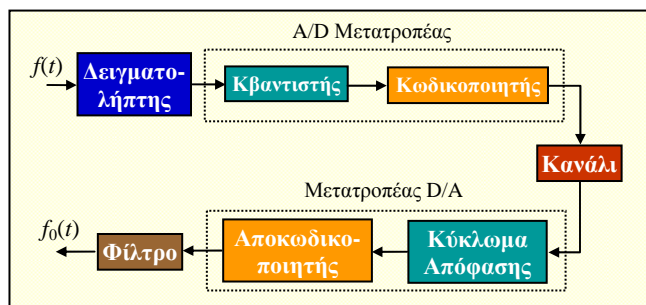 A/D Μετατροπέας
f(t)
Δειγματο-
λήπτης
Κβαντιστής
Κωδικοποιητής
Κανάλι
Μετατροπέας D/A
f0(t)
Φίλτρο
Αποκωδικο-
ποιητής
Κύκλωμα
Απόφασης